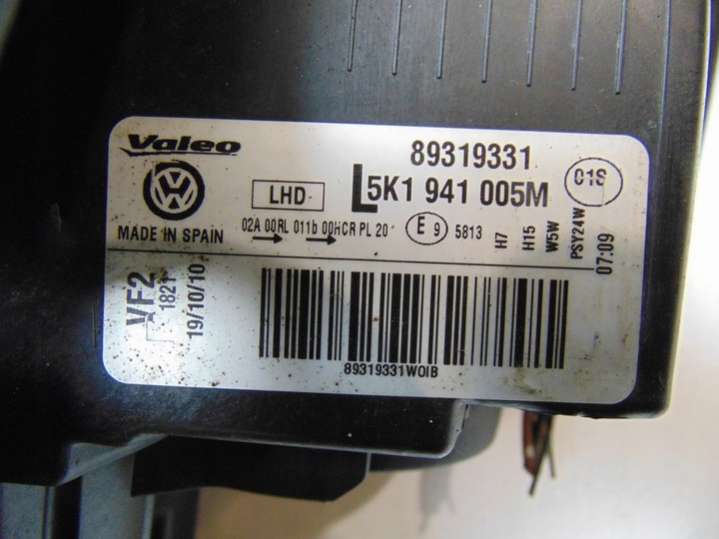 Valeo
89319331
LHD
L5K1 941 005M
01S
MADE IN SPAIN
02A 00RL 011b 00HCR PL 20
E 9 5813
H7
H15
W5W
PSY24W
07:09
VF2
1821
19/10/10
89319331WOIB